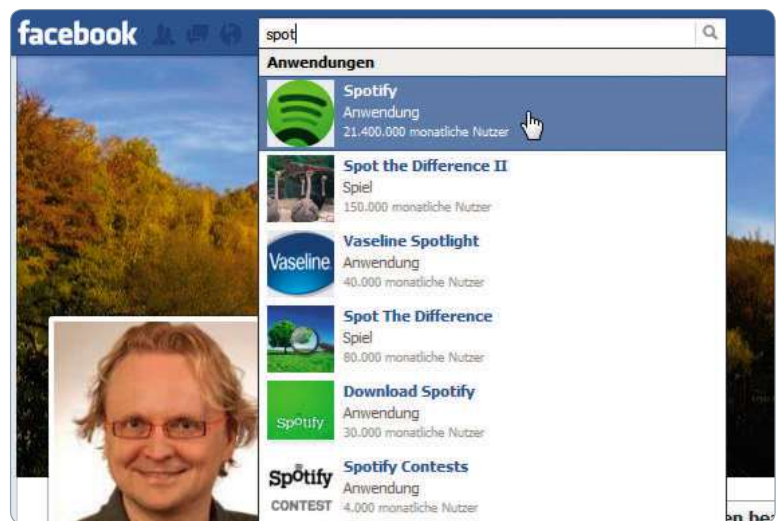 facebook
spot
Anwendungen
Spotify
Anwendung
21.400.000 monatliche Nutzer
Spot the Difference II
Spiel
150.000 monatliche Nutzer
Vaseline
Vaseline Spotlight
Anwendung
40.000 monatliche Nutzer
Spot The Difference
Spiel
80.000 monatliche Nutzer
Spotify
Download Spotify
Anwendung
30.000 monatliche Nutzer
Spotify
CONTEST
Spotify Contests
Anwendung
4.000 monatliche Nutzer